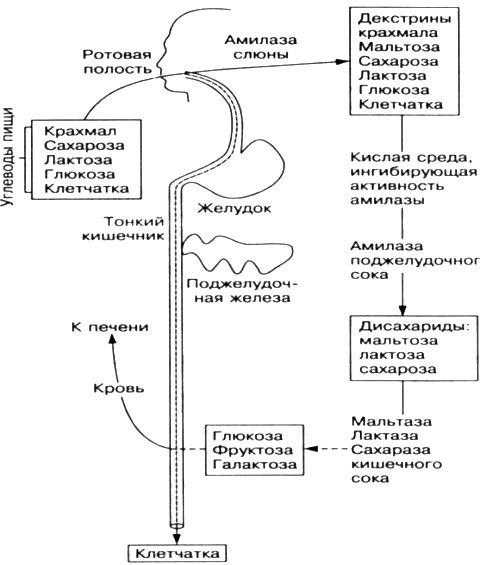 Ротовая
полость
Амилаза
слюны
Декстрины
крахмала
Мальтоза
Сахароза
Лактоза
Глюкоза
Клетчатка
Углеводы пищи
Крахмал
Сахароза
Лактоза
Глюкоза
Клетчатка
Кислая среда,
ингибирующая
активность
амилазы
Желудок
Тонкий
кишечник
Амилаза
поджелудочного
сока
Поджелудоч-
ная железа
К печени
Дисахариды:
мальтоза
лактоза
сахароза
Кровь
Глюкоза
Фруктоза
Галактоза
Мальтаза
Лактаза
Сахараза
кишечного
сока
Клетчатка